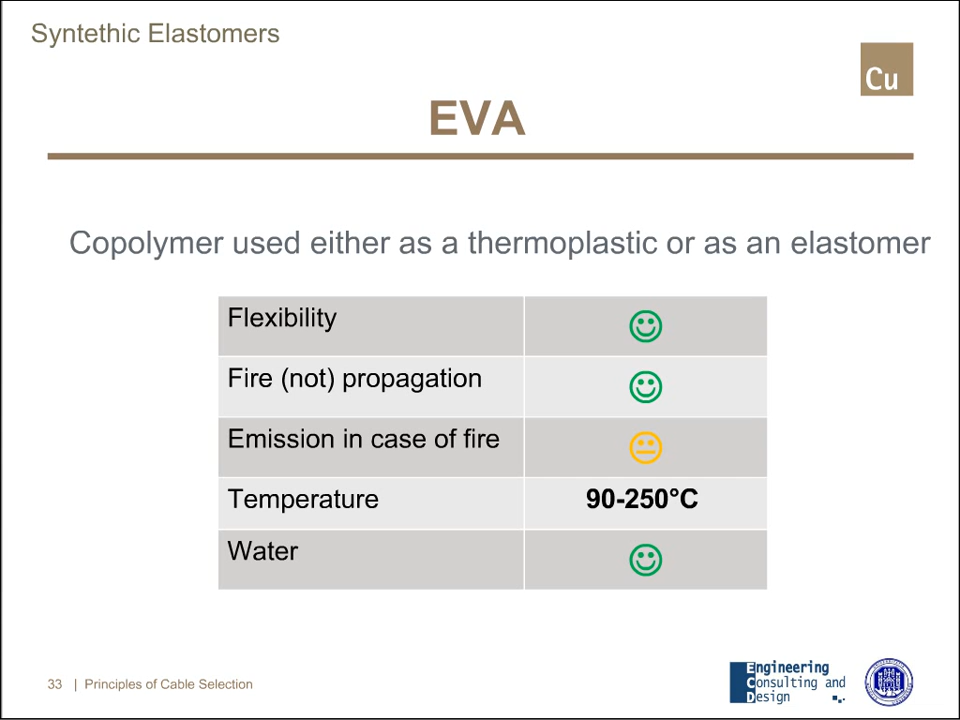 Syntethic Elastomers
Cu
EVA
Copolymer used either as a thermoplastic or as an elastomer
Flexibility
Fire (not) propagation
Emission in case of fire
Temperature 90-250°C
Water
33 | Principles of Cable Selection
Engineering
Consulting and
Design